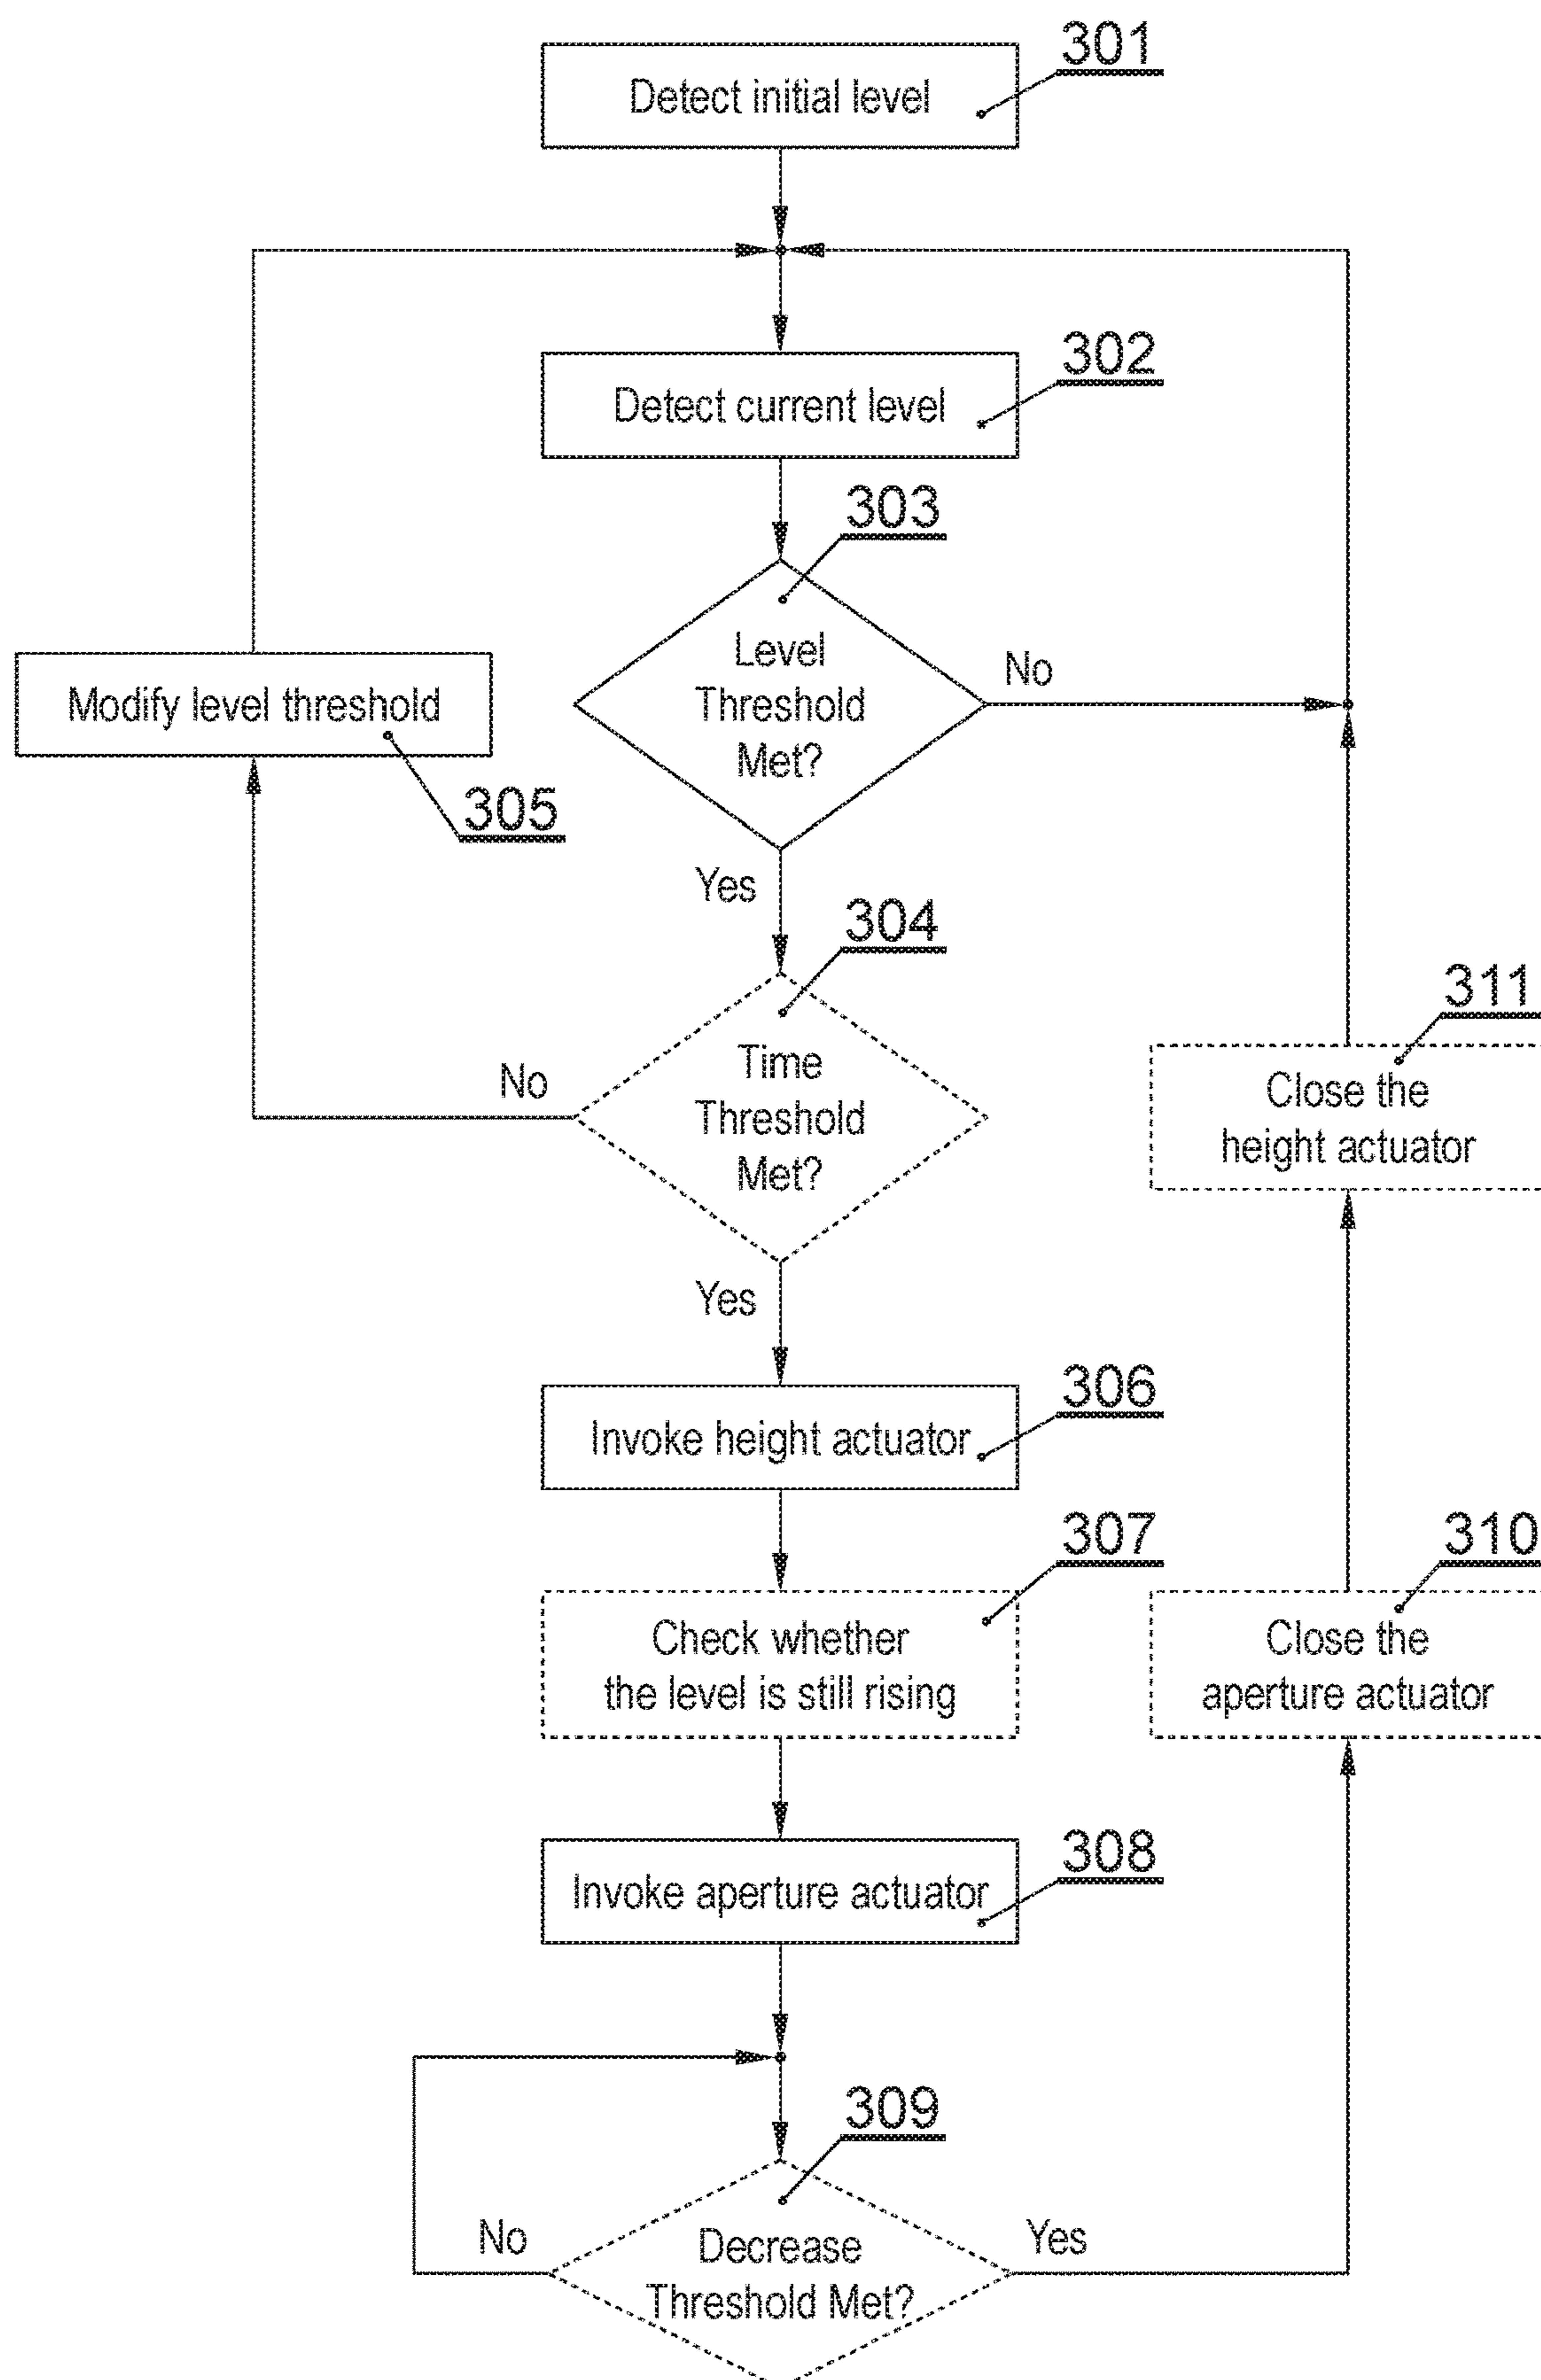 301
Detect initial level
302
Detect current level
303
Level
Threshold
Met?
No
Modify level threshold
305
Yes
304
Time
Threshold
Met?
No
311
Close the
height actuator
Yes
306
Invoke height actuator
307
Check whether
the level is still rising
310
Close the
aperture actuator
308
Invoke aperture actuator
309
No
Decrease
Threshold Met?
Yes